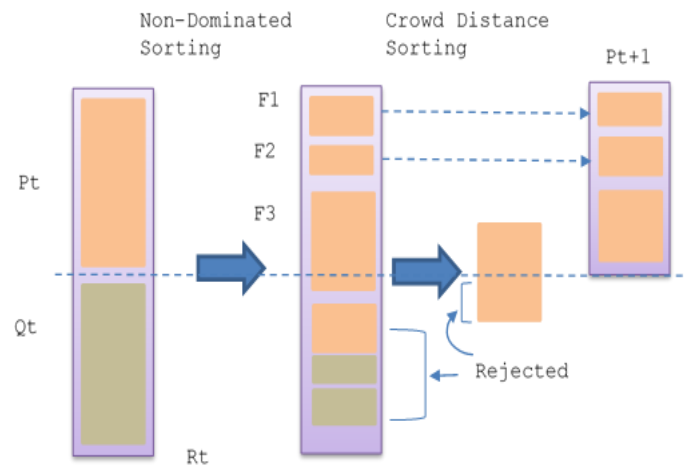 Non-Dominated
Sorting
Crowd Distance
Sorting
Pt+1
F1
F2
Pt
F3
Qt
Rejected
Rt